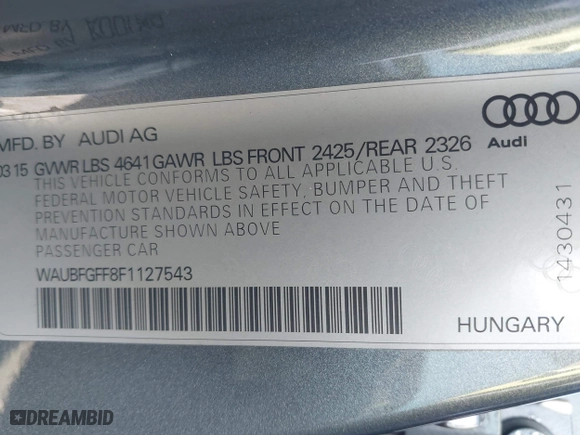 MFD. BY AUDI AG
03 15 GVWR LBS 4641 GAWR LBS FRONT 2425/REAR 2326
THIS VEHICLE CONFORMS TO ALL APPLICABLE U.S.
FEDERAL MOTOR VEHICLE SAFETY, BUMPER AND THEFT
PREVENTION STANDARDS IN EFFECT ON THE DATE OF
MANUFACTURE SHOWN ABOVE
PASSENGER CAR
WAUBFGFF8F1127543
HUNGARY
Audi
1430431
DREAMBID